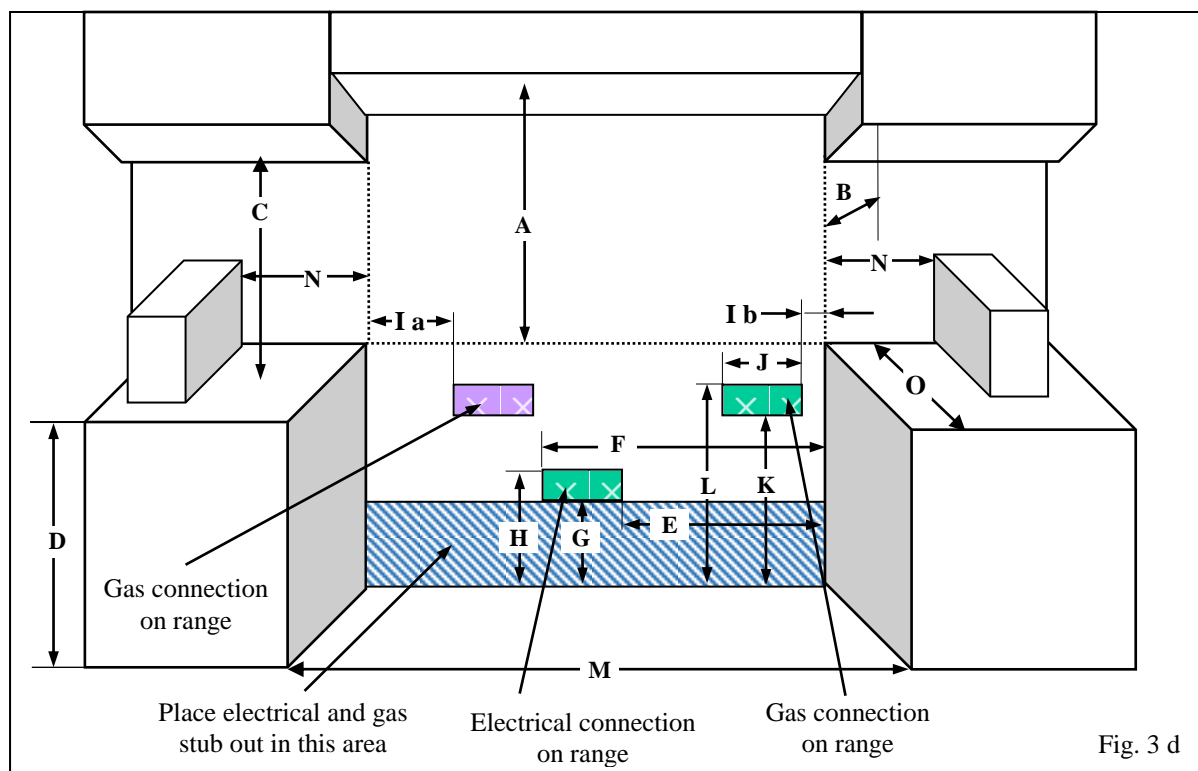 B
C
A
N
N
I a
I b
J
O
F
L
K
D
H
G
E
Gas connection
on range
M
Place electrical and gas
stub out in this area
Electrical connection
on range
Gas connection
on range
Fig. 3 d